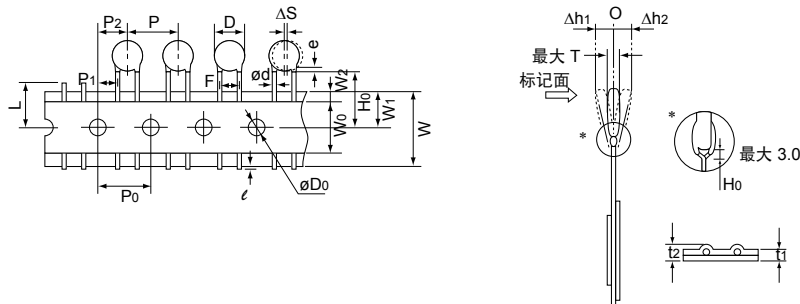 P2 P D ΔS
e
P1 F ød W2 H0 W1
L W0 W
P0 ℓ øD0
Δh1 O Δh2
最大 T
标记面
* *
最大 3.0
H0
t2 t1